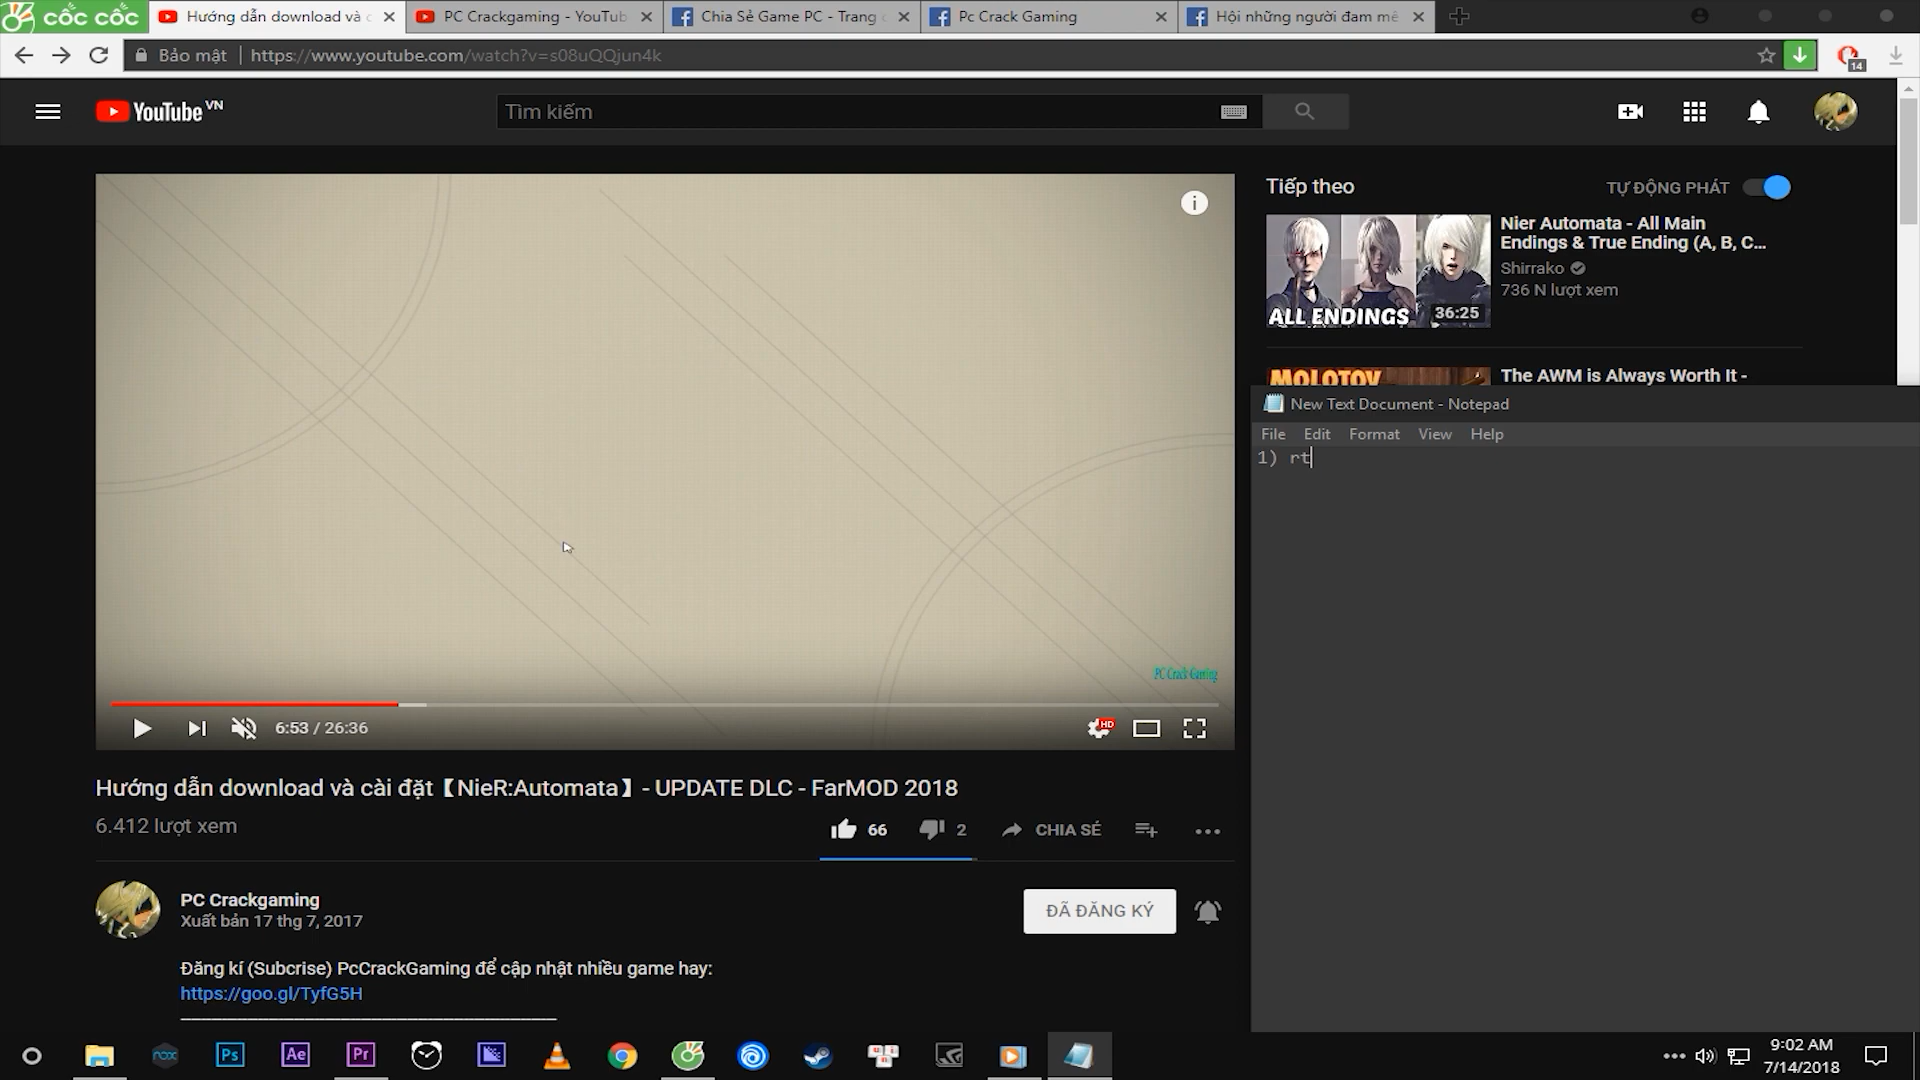 cốc cốc
Hướng dẫn download và c
PC Crackgaming - YouTub
Chia Sẻ Game PC - Trang c
Pc Crack Gaming
Hội những người đam mê
Bảo mật
https://www.youtube.com/watch?v=s08uQQjun4k
14
YouTube VN
Tìm kiếm
Tiếp theo
TỰ ĐỘNG PHÁT
ALL ENDINGS
36:25
Nier Automata - All Main
Endings & True Ending (A, B, C...
Shirrako
736 N lượt xem
MOLOTOV
The AWM is Always Worth It -
New Text Document - Notepad
File Edit Format View Help
1) rt
PC Crack Gaming
6:53 / 26:36
HD
Hướng dẫn download và cài đặt【NieR:Automata】- UPDATE DLC - FarMOD 2018
6.412 lượt xem
66
2
CHIA SẺ
PC Crackgaming
Xuất bản 17 thg 7, 2017
ĐÃ ĐĂNG KÝ
Đăng kí (Subcrise) PcCrackGaming để cập nhật nhiều game hay:
https://goo.gl/TyfG5H
nox
Ps
Ae
Pr
9:02 AM
7/14/2018